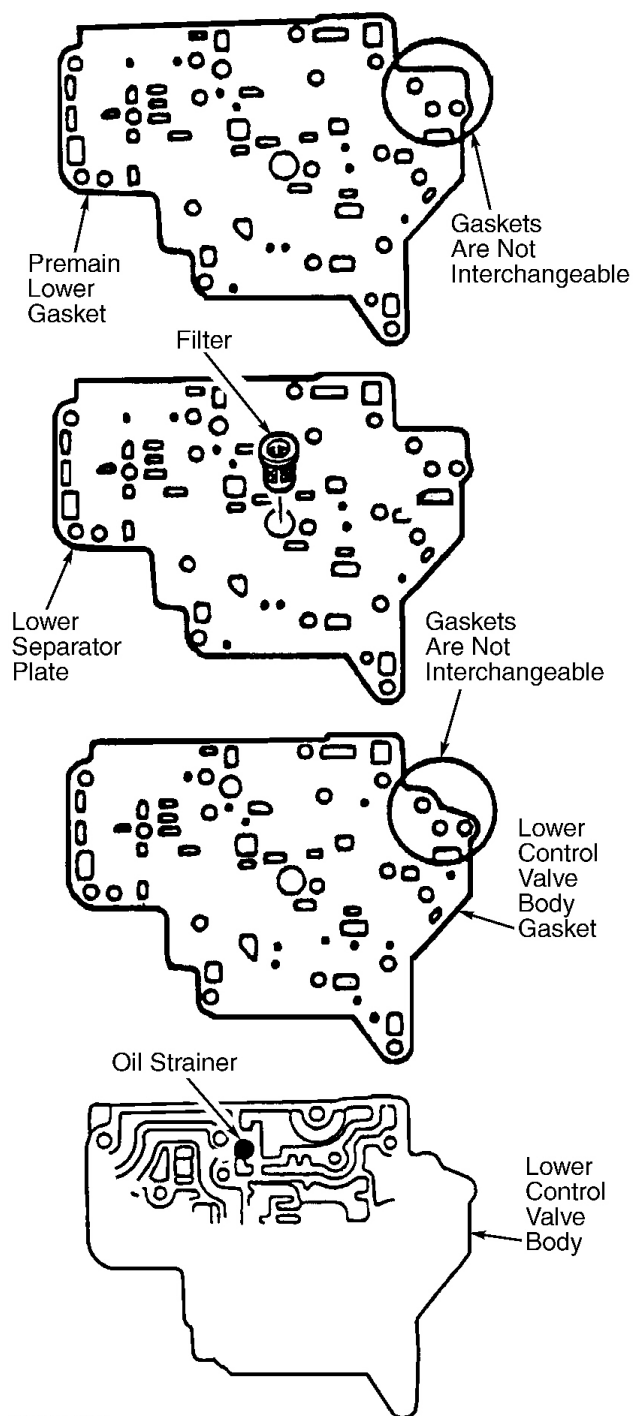 Premain
Lower
Gasket
Gaskets
Are Not
Interchangeable
Filter
Lower
Separator
Plate
Gaskets
Are Not
Interchangeable
Lower
Control
Valve
Body
Gasket
Oil Strainer
Lower
Control
Valve
Body